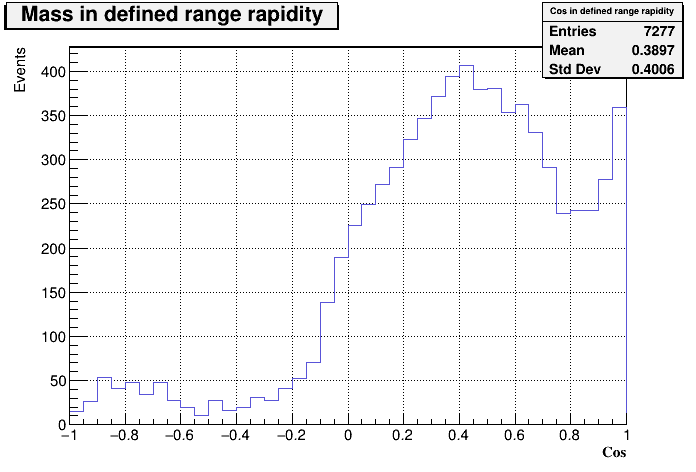 Mass in defined range rapidity
Cos in defined range rapidity
Entries 7277
Mean 0.3897
Std Dev 0.4006
Events
400
350
300
250
200
150
100
50
0
−1 −0.8 −0.6 −0.4 −0.2 0 0.2 0.4 0.6 0.8 1
Cos